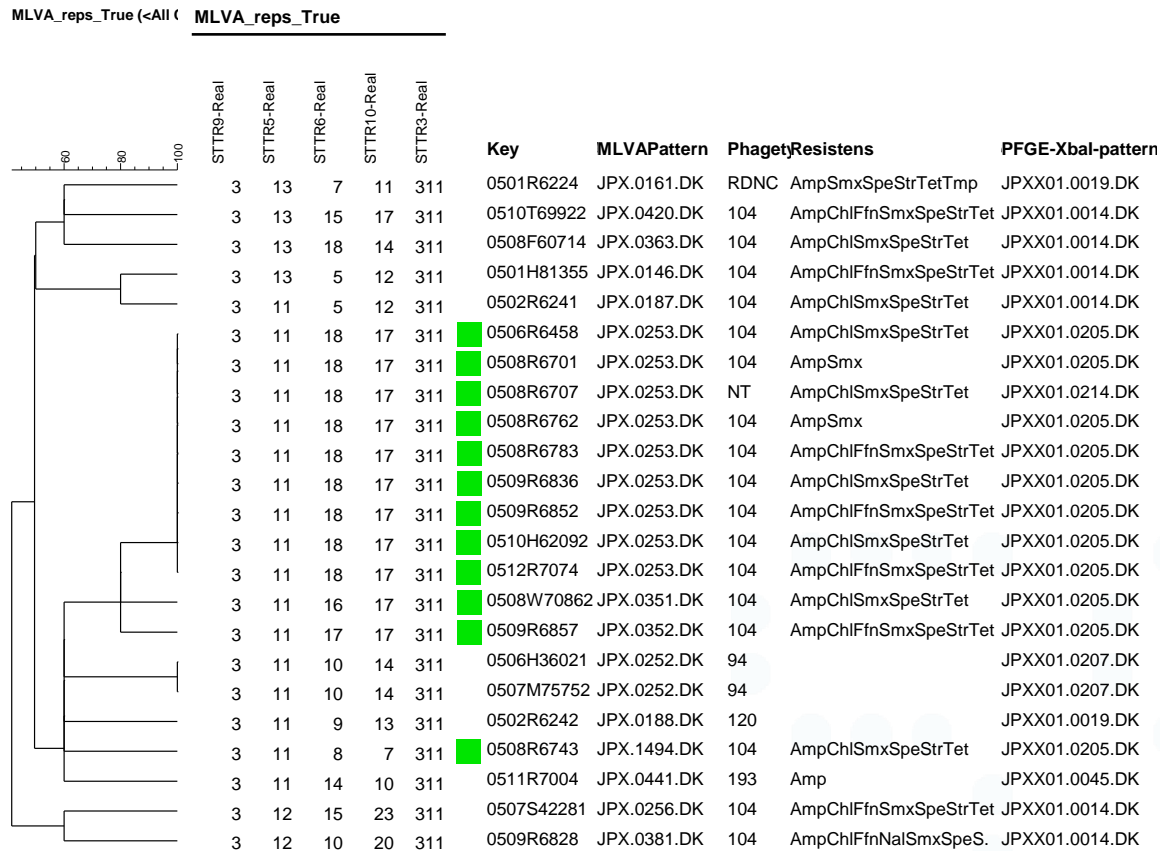 MLVA_reps_True (<All C MLVA_reps_True
60 80 100 STTR9-Real STTR5-Real STTR6-Real STTR10-Real STTR3-Real
Key MLVAPattern Phagety Resistens PFGE-XbaI-pattern
3 13 7 11 311 0501R6224 JPX.0161.DK RDNC AmpSmxSpeStrTetTmp JPXX01.0019.DK
3 13 15 17 311 0510T69922 JPX.0420.DK 104 AmpChlFfnSmxSpeStrTet JPXX01.0014.DK
3 13 18 14 311 0508F60714 JPX.0363.DK 104 AmpChlSmxSpeStrTet JPXX01.0014.DK
3 13 5 12 311 0501H81355 JPX.0146.DK 104 AmpChlFfnSmxSpeStrTet JPXX01.0014.DK
3 11 5 12 311 0502R6241 JPX.0187.DK 104 AmpChlSmxSpeStrTet JPXX01.0014.DK
3 11 18 17 311 0506R6458 JPX.0253.DK 104 AmpChlSmxSpeStrTet JPXX01.0205.DK
3 11 18 17 311 0508R6701 JPX.0253.DK 104 AmpSmx JPXX01.0205.DK
3 11 18 17 311 0508R6707 JPX.0253.DK NT AmpChlSmxSpeStrTet JPXX01.0214.DK
3 11 18 17 311 0508R6762 JPX.0253.DK 104 AmpSmx JPXX01.0205.DK
3 11 18 17 311 0508R6783 JPX.0253.DK 104 AmpChlFfnSmxSpeStrTet JPXX01.0205.DK
3 11 18 17 311 0509R6836 JPX.0253.DK 104 AmpChlSmxSpeStrTet JPXX01.0205.DK
3 11 18 17 311 0509R6852 JPX.0253.DK 104 AmpChlFfnSmxSpeStrTet JPXX01.0205.DK
3 11 18 17 311 0510H62092 JPX.0253.DK 104 AmpChlSmxSpeStrTet JPXX01.0205.DK
3 11 18 17 311 0512R7074 JPX.0253.DK 104 AmpChlFfnSmxSpeStrTet JPXX01.0205.DK
3 11 16 17 311 0508W70862 JPX.0351.DK 104 AmpChlSmxSpeStrTet JPXX01.0205.DK
3 11 17 17 311 0509R6857 JPX.0352.DK 104 AmpChlFfnSmxSpeStrTet JPXX01.0205.DK
3 11 10 14 311 0506H36021 JPX.0252.DK 94 JPXX01.0207.DK
3 11 10 14 311 0507M75752 JPX.0252.DK 94 JPXX01.0207.DK
3 11 9 13 311 0502R6242 JPX.0188.DK 120 JPXX01.0019.DK
3 11 8 7 311 0508R6743 JPX.1494.DK 104 AmpChlSmxSpeStrTet JPXX01.0205.DK
3 11 14 10 311 0511R7004 JPX.0441.DK 193 Amp JPXX01.0045.DK
3 12 15 23 311 0507S42281 JPX.0256.DK 104 AmpChlFfnSmxSpeStrTet JPXX01.0014.DK
3 12 10 20 311 0509R6828 JPX.0381.DK 104 AmpChlFfnNalSmxSpeS. JPXX01.0014.DK